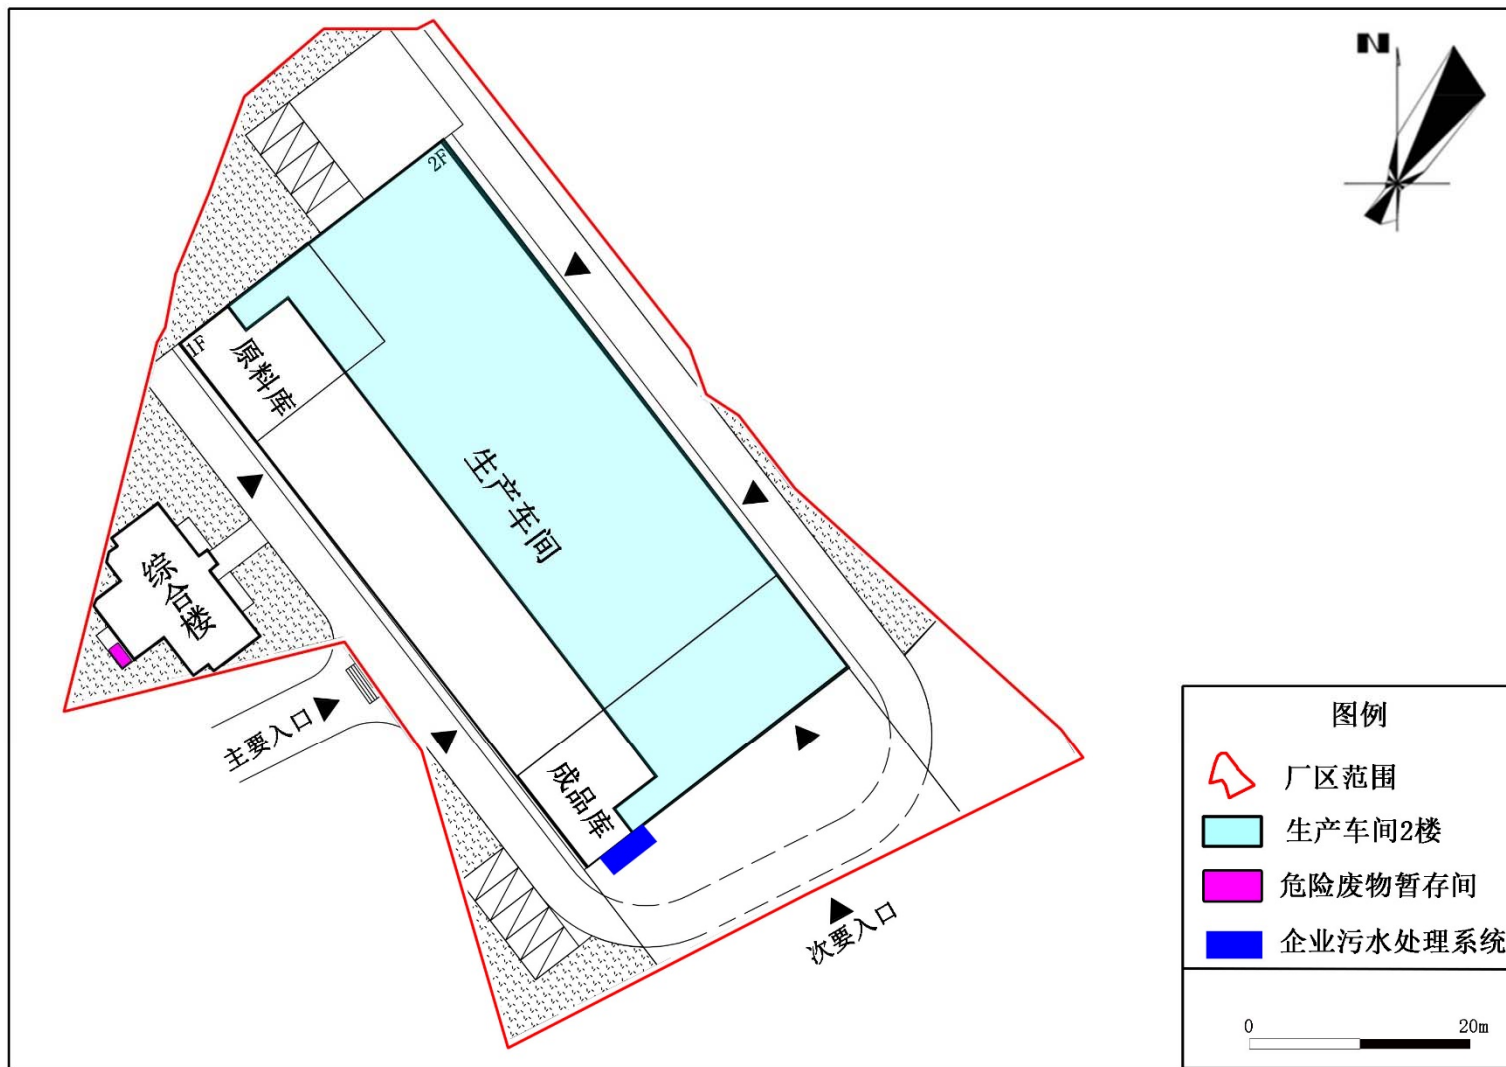 N
2F
1F
原料库
生产车间
综合楼
主要入口
成品库
次要入口
图例
厂区范围
生产车间2楼
危险废物暂存间
企业污水处理系统
0 20m